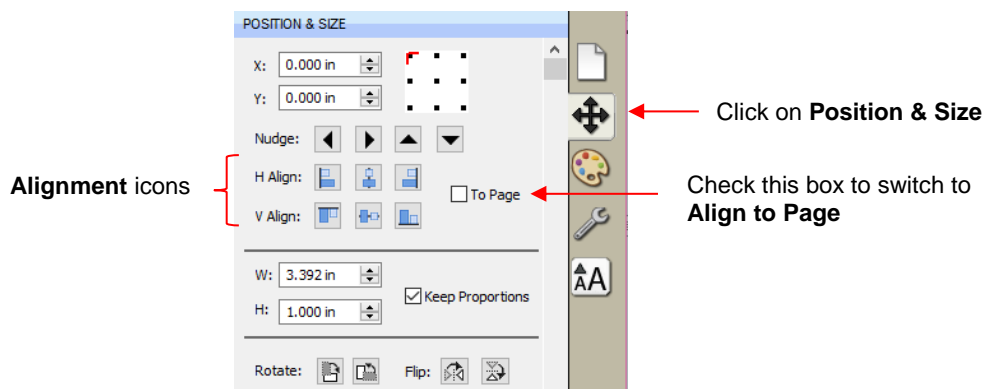 POSITION & SIZE
X: 0.000 in
Y: 0.000 in
Click on Position & Size
Nudge:
Alignment icons
H Align:
To Page
Check this box to switch to
Align to Page
V Align:
W: 3.392 in
Keep Proportions
H: 1.000 in
AA
Rotate: Flip: